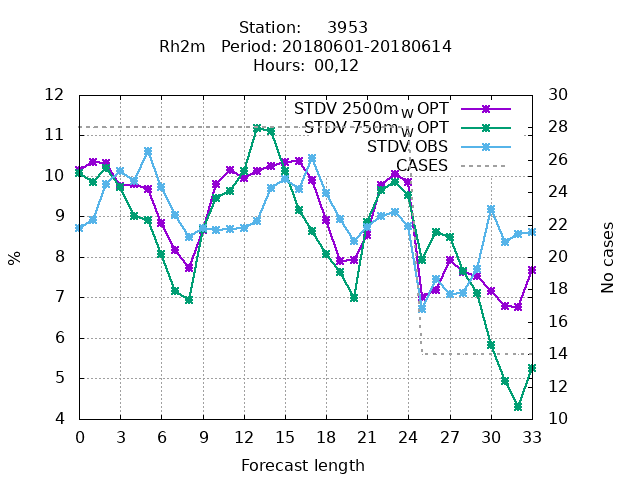 Station: 3953
Rh2m Period: 20180601-20180614
Hours: 00,12
STDV 2500m W OPT
STDV 750m W OPT
STDV OBS
CASES
12
11
10
9
8
7
6
5
4
30
28
26
24
22
20
18
16
14
12
10
%
No cases
0 3 6 9 12 15 18 21 24 27 30 33
Forecast length